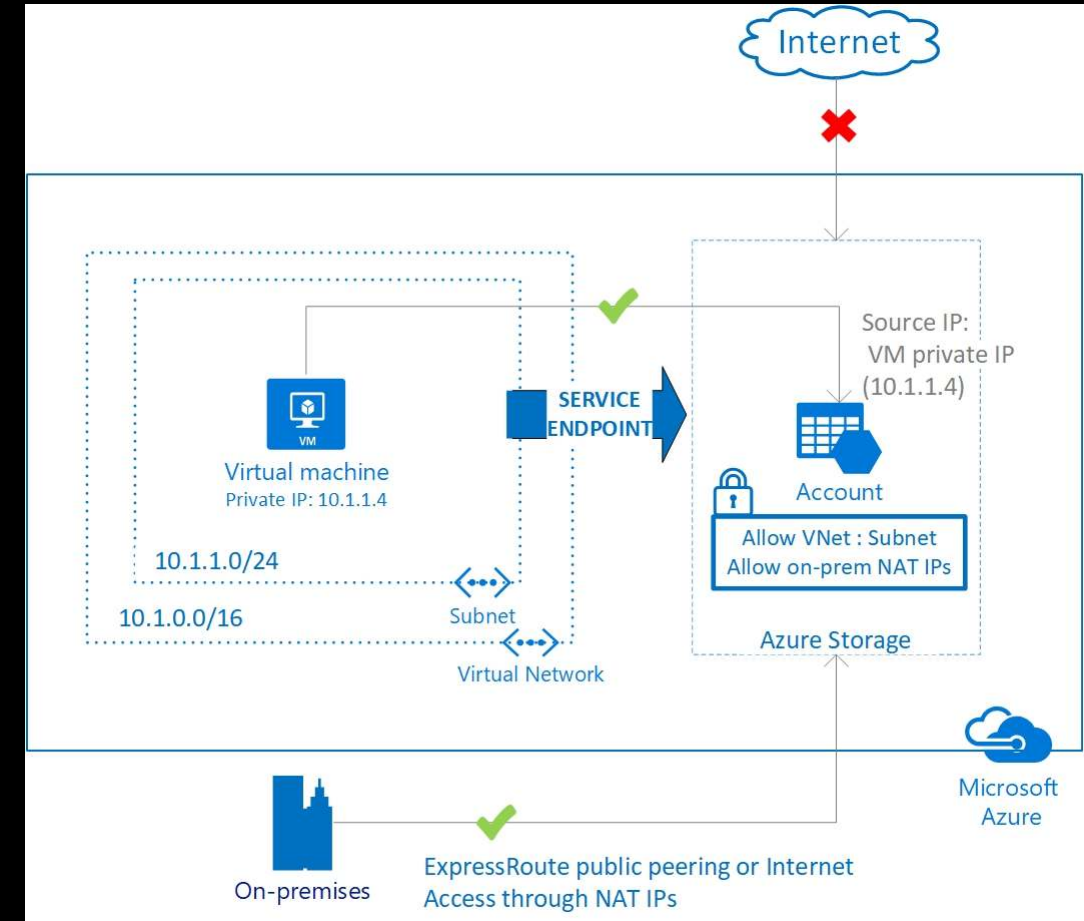 Internet
Source IP:
VM private IP
(10.1.1.4)
SERVICE
ENDPOINT
VM
Virtual machine
Private IP: 10.1.1.4
Account
Allow VNet : Subnet
Allow on-prem NAT IPs
10.1.1.0/24
10.1.0.0/16
Subnet
Azure Storage
Virtual Network
Microsoft
Azure
On-premises
ExpressRoute public peering or Internet
Access through NAT IPs